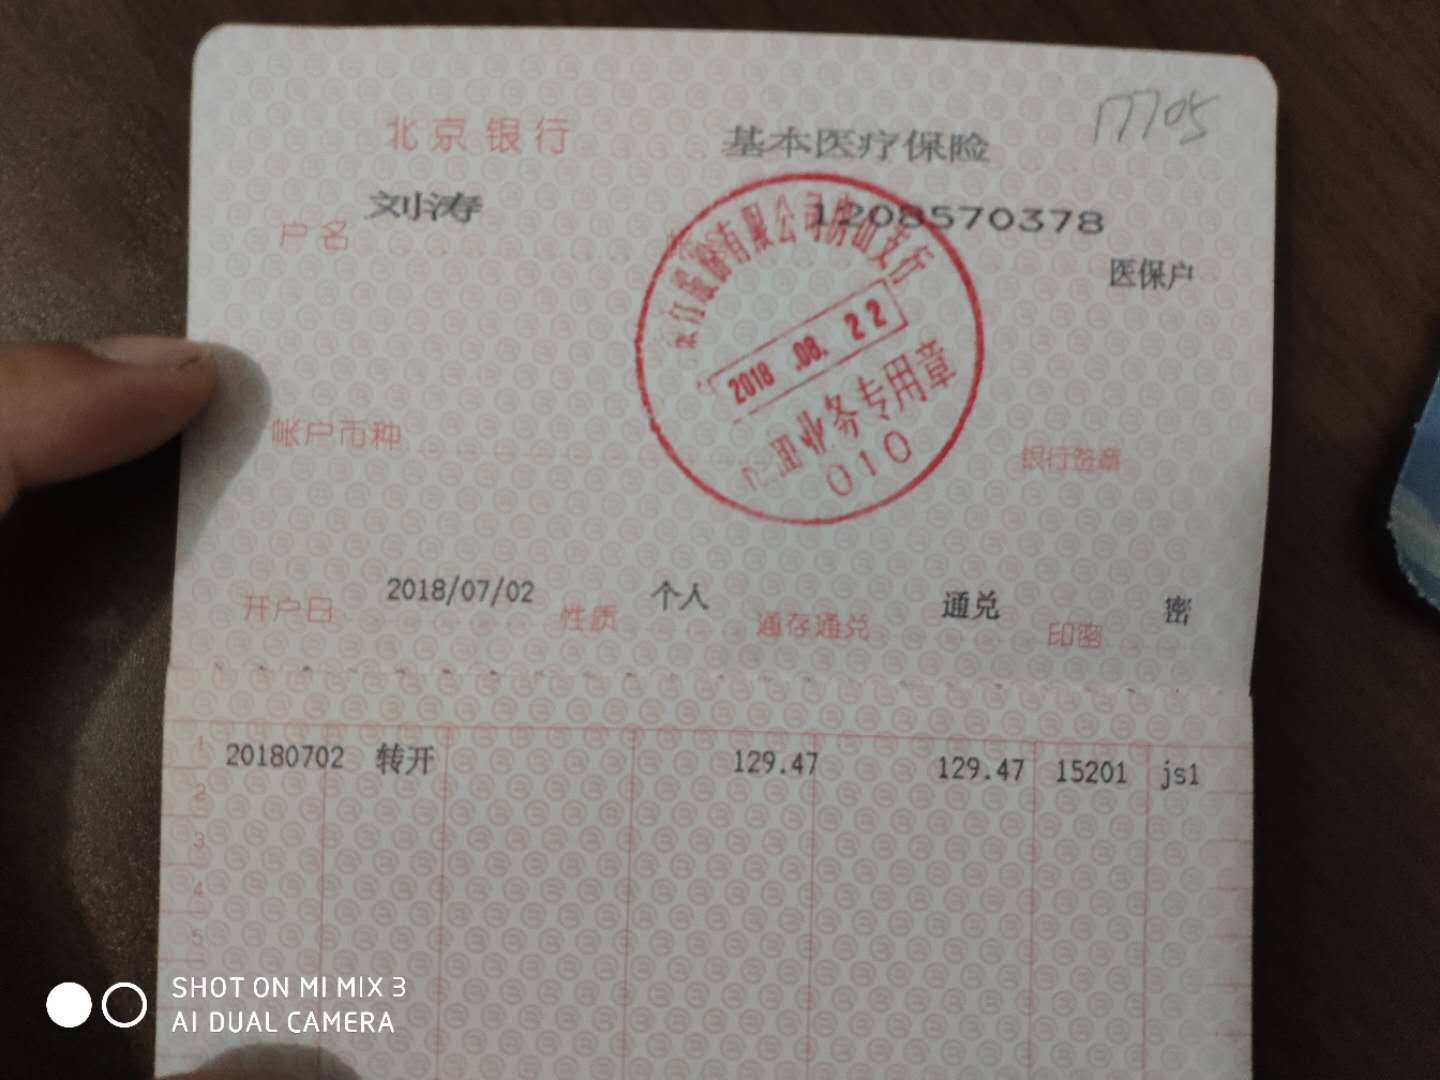 17705
北京银行 基本医疗保险
户名 刘涛 1208570378
医保户
有限公司房山支行
2018.08.22
业务专用章
010
帐户币种 银行签章
开户日 2018/07/02 性质 个人 通存通兑 通兑 印密 密
1 20180702 转开 129.47 129.47 15201 js1
2
3
4
5
SHOT ON MI MIX 3
AI DUAL CAMERA